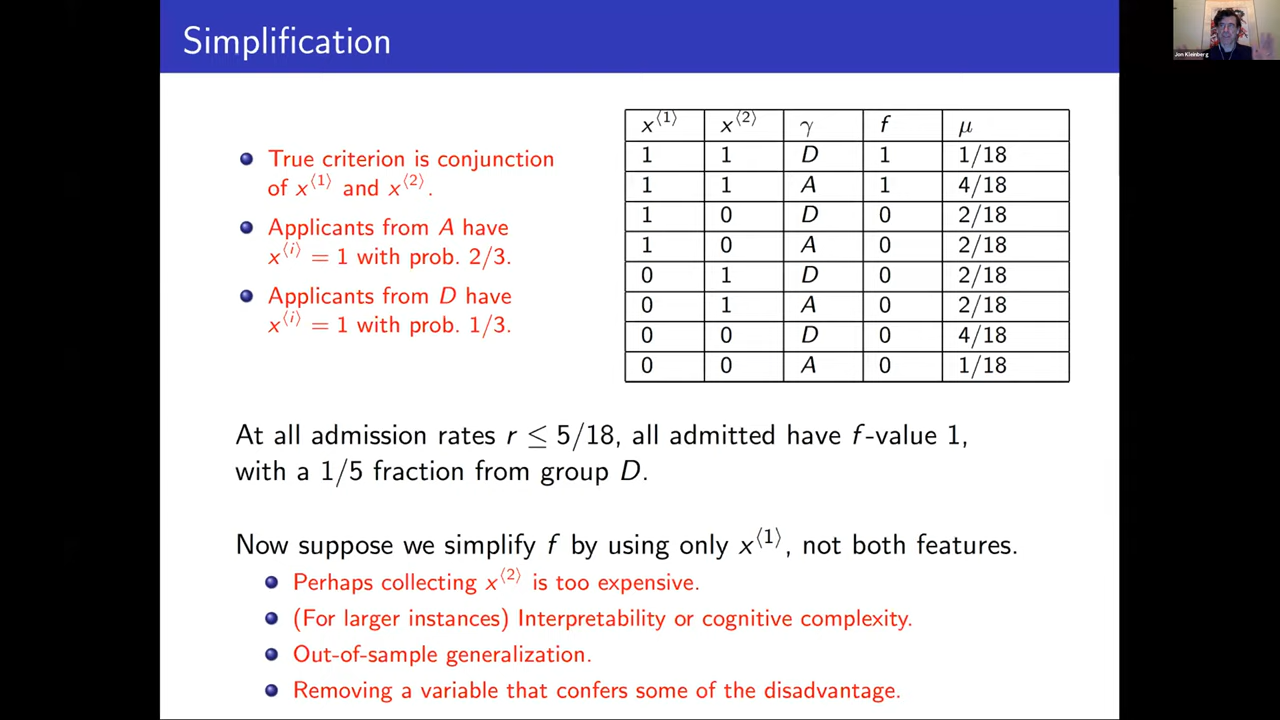 Simplification
Jon Kleinberg
True criterion is conjunction
of x⟨1⟩ and x⟨2⟩.
Applicants from A have
x⟨i⟩ = 1 with prob. 2/3.
Applicants from D have
x⟨i⟩ = 1 with prob. 1/3.
x⟨1⟩ x⟨2⟩ γ f μ
1 1 D 1 1/18
1 1 A 1 4/18
1 0 D 0 2/18
1 0 A 0 2/18
0 1 D 0 2/18
0 1 A 0 2/18
0 0 D 0 4/18
0 0 A 0 1/18
At all admission rates r ≤ 5/18, all admitted have f-value 1,
with a 1/5 fraction from group D.
Now suppose we simplify f by using only x⟨1⟩, not both features.
Perhaps collecting x⟨2⟩ is too expensive.
(For larger instances) Interpretability or cognitive complexity.
Out-of-sample generalization.
Removing a variable that confers some of the disadvantage.